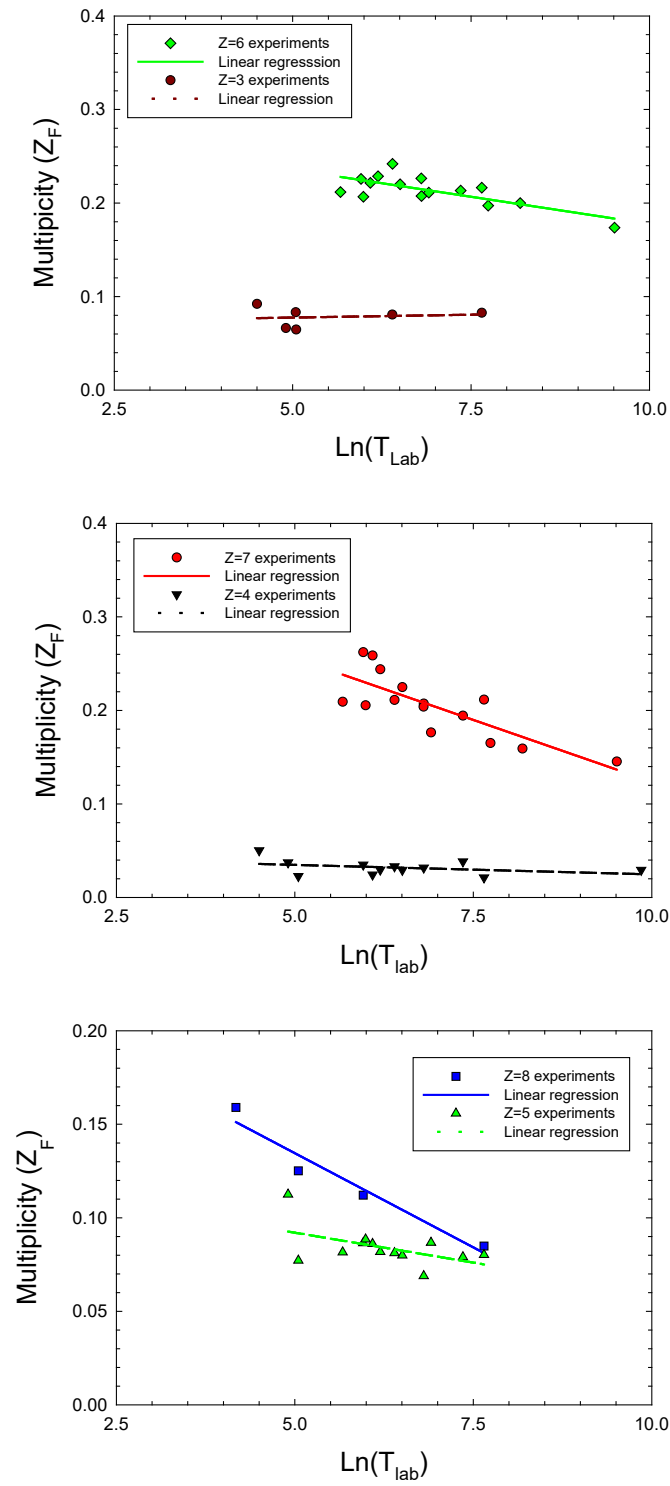 Z=6 experiments
Linear regresssion
Z=3 experiments
Linear regression
0.4
0.3
0.2
0.1
0.0
Multipicity (Z_F)
2.5 5.0 7.5 10.0
Ln(T_Lab)
Z=7 experiments
Linear regression
Z=4 experiments
Linear regression
0.4
0.3
0.2
0.1
0.0
Multiplicity (Z_F)
2.5 5.0 7.5 10.0
Ln(T_lab)
Z=8 experiments
Linear regression
Z=5 experiments
Linear regression
0.20
0.15
0.10
0.05
0.00
Multiplicity (Z_F)
2.5 5.0 7.5 10.0
Ln(T_lab)